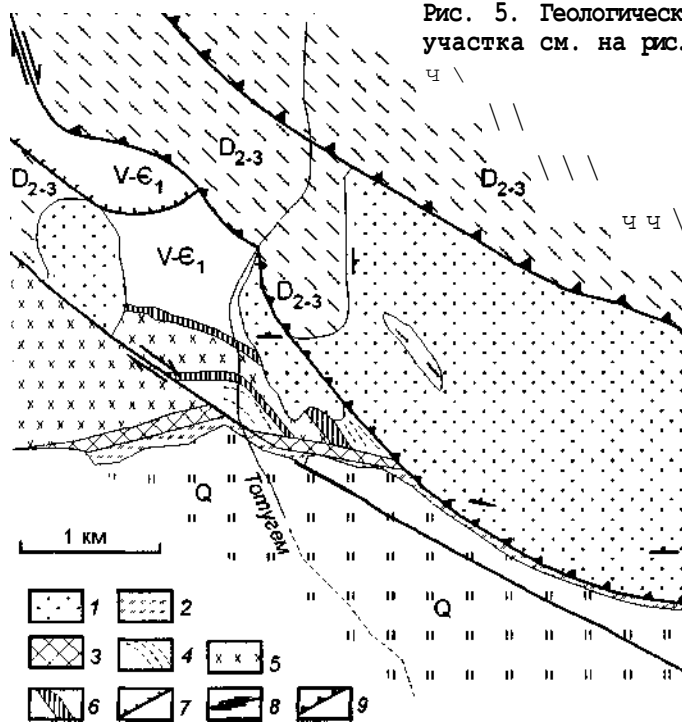 Рис. 5. Геологическ
участка см. на рис.
ч \
D2-3
D2-3
V-Є1
D2-3
V-Є1
ч ч \
D2-3
Q
Тотугем
1 км
Q
1
2
3
4
5
6
7
8
9